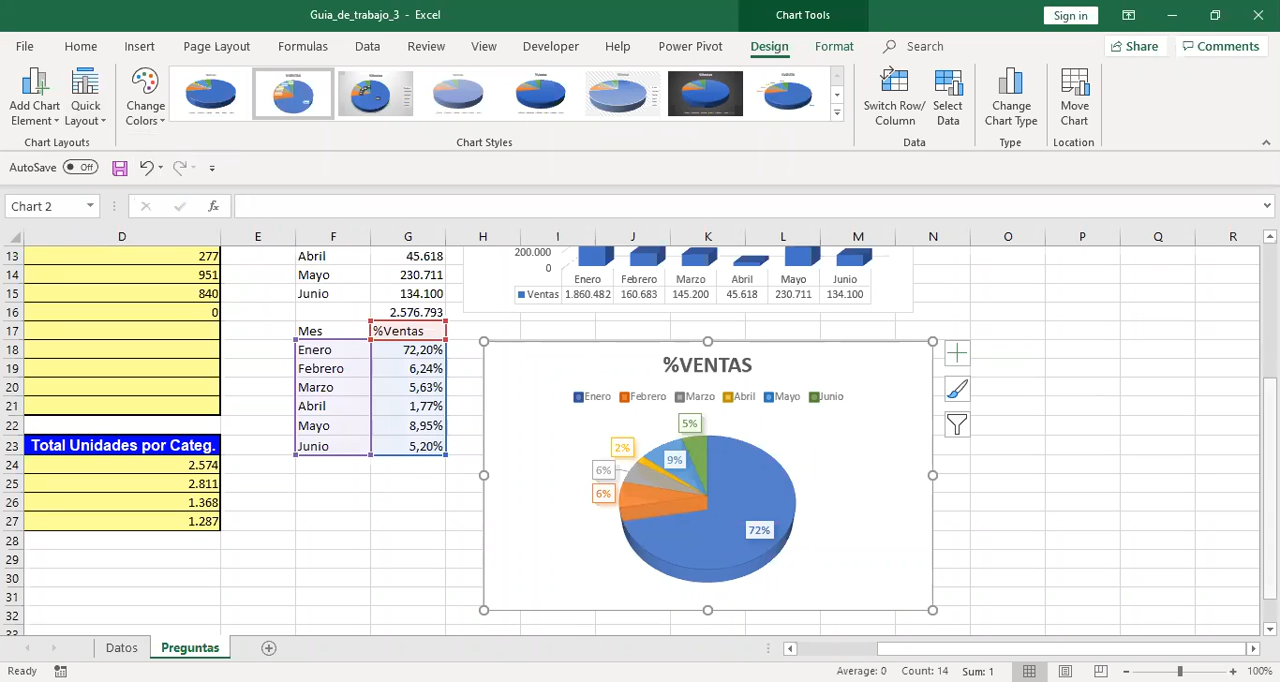 Guia_de_trabajo_3 - Excel
Chart Tools
Sign in
File Home Insert Page Layout Formulas Data Review View Developer Help Power Pivot Design Format Search Share Comments
Add Chart Element Quick Layout
Change Colors
Switch Row/ Column Select Data
Change Chart Type
Move Chart
Chart Layouts Chart Styles Data Type Location
AutoSave Off
Chart 2 fx
D E F G H I J K L M N O P Q R
13 277 Abril 45.618
14 951 Mayo 230.711
15 840 Junio 134.100
16 0 2.576.793
17 Mes %Ventas
18 Enero 72,20%
19 Febrero 6,24%
20 Marzo 5,63%
21 Abril 1,77%
22 Mayo 8,95%
23 Total Unidades por Categ. Junio 5,20%
24 2.574
25 2.811
26 1.368
27 1.287
28
29
30
31
32
33
200.000
0
Enero Febrero Marzo Abril Mayo Junio
Ventas 1.860.482 160.683 145.200 45.618 230.711 134.100
%VENTAS
Enero Febrero Marzo Abril Mayo Junio
5%
2%
9%
6%
6%
72%
Datos Preguntas
Ready Average: 0 Count: 14 Sum: 1 100%